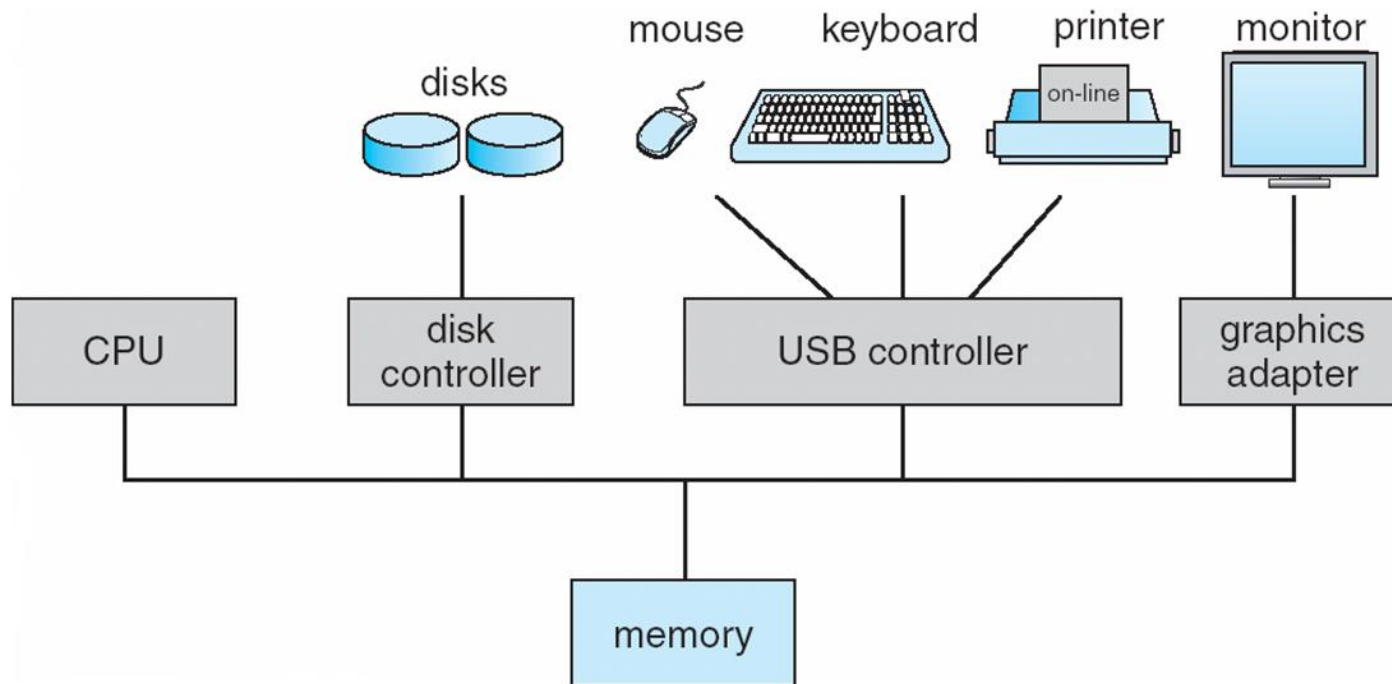 mouse
keyboard
printer
monitor
disks
on-line
CPU
disk
controller
USB controller
graphics
adapter
memory